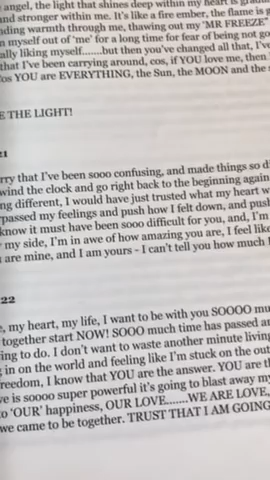 angel, the light that shines deep within my heart is
and stronger within me. It's like a fire ember, the flame is
nding warmth through me, thawing out my 'MR FREEZE"
n myself out of 'me' for a long time for fear of being not go
ally liking myself.......but then you've changed all that, I'v
that I've been carrying around, cos, if YOU love me, then
'os YOU are EVERYTHING, the Sun, the MOON and the
E THE LIGHT!
21
rry that I've been sooo confusing, and made things so d
wind the clock and go right back to the beginning again
ng different, I would have just trusted what my heart w
passed my feelings and push how I felt down, and push
know it must have been sooo difficult for you, and, I'm
my side, I'm in awe of how amazing you are, I feel like
are mine, and I am yours - I can't tell you how much
22
e, my heart, my life, I want to be with you SOOOO mu
together start NOW! SOOO much time has passed a
ing to do. I don't want to waste another minute living
g in on the world and feeling like I'm stuck on the out
reedom, I know that YOU are the answer. YOU are t
ve is soooo super powerful it's going to blast away my
o 'OUR' happiness, OUR LOVE.......WE ARE LOVE,
we came to be together. TRUST THAT I AM GOING